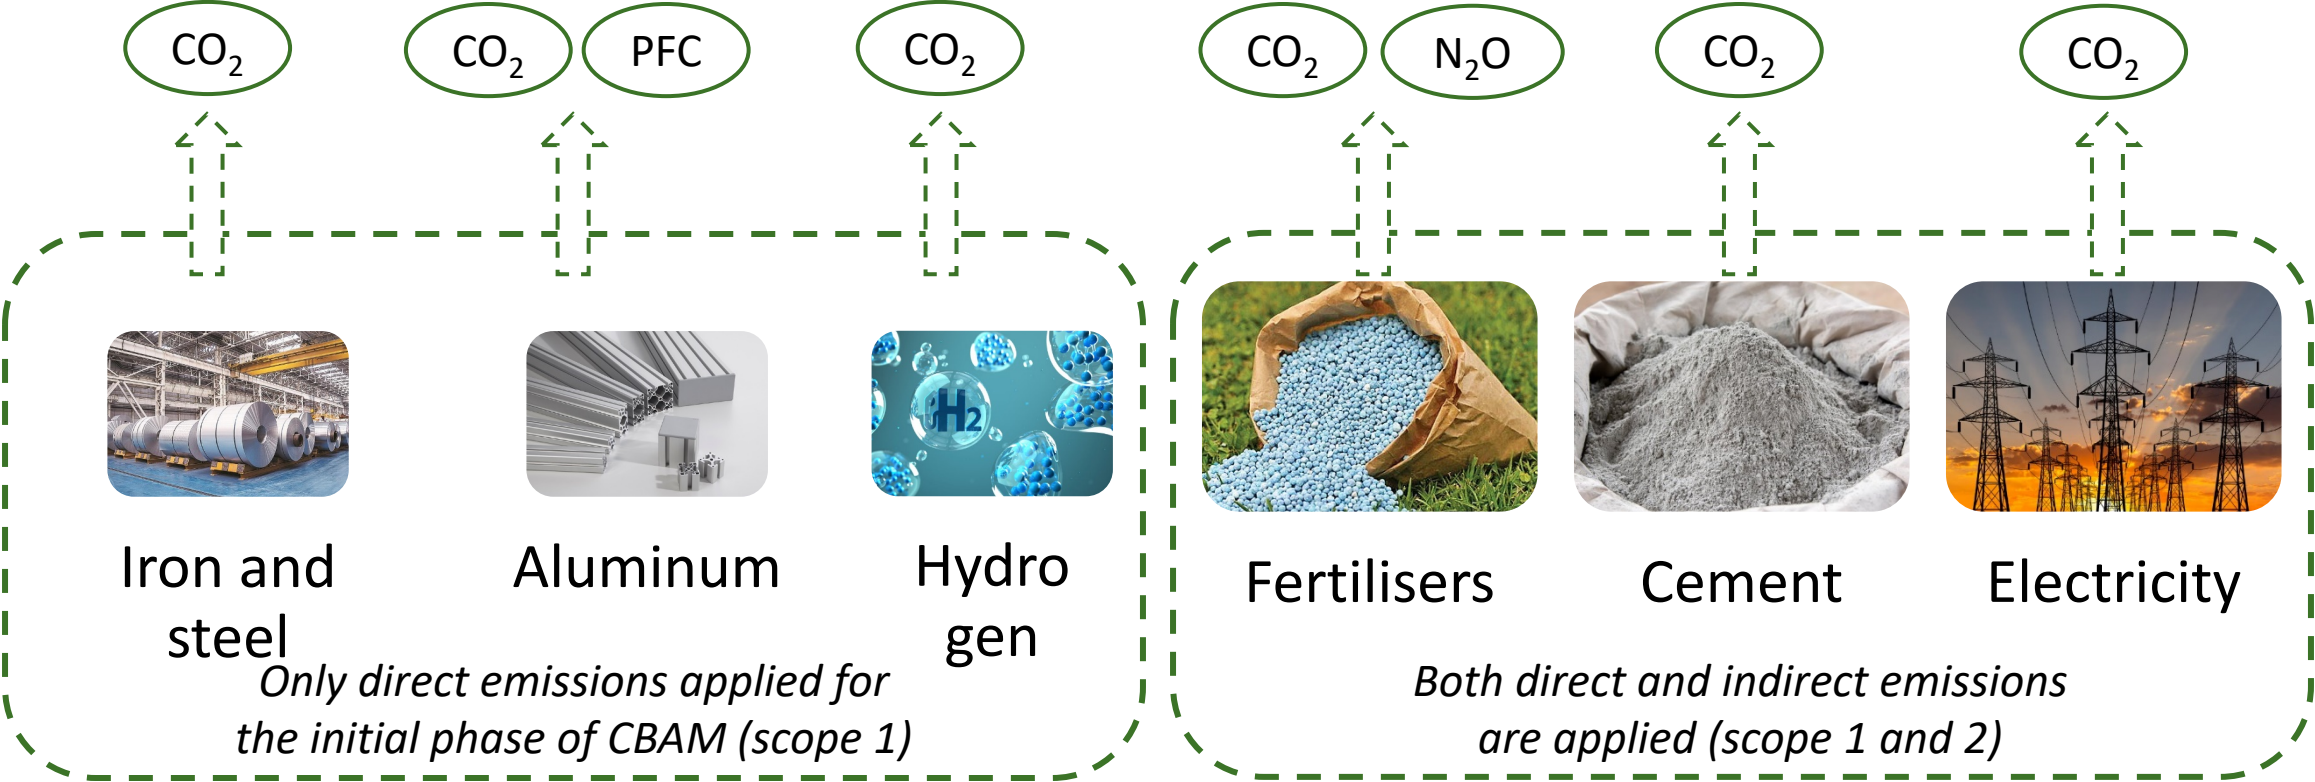 CO₂
CO₂
PFC
CO₂
CO₂
N₂O
CO₂
CO₂
H₂
Iron and
steel
Aluminum
Hydro
gen
Only direct emissions applied for
the initial phase of CBAM (scope 1)
Fertilisers
Cement
Electricity
Both direct and indirect emissions
are applied (scope 1 and 2)